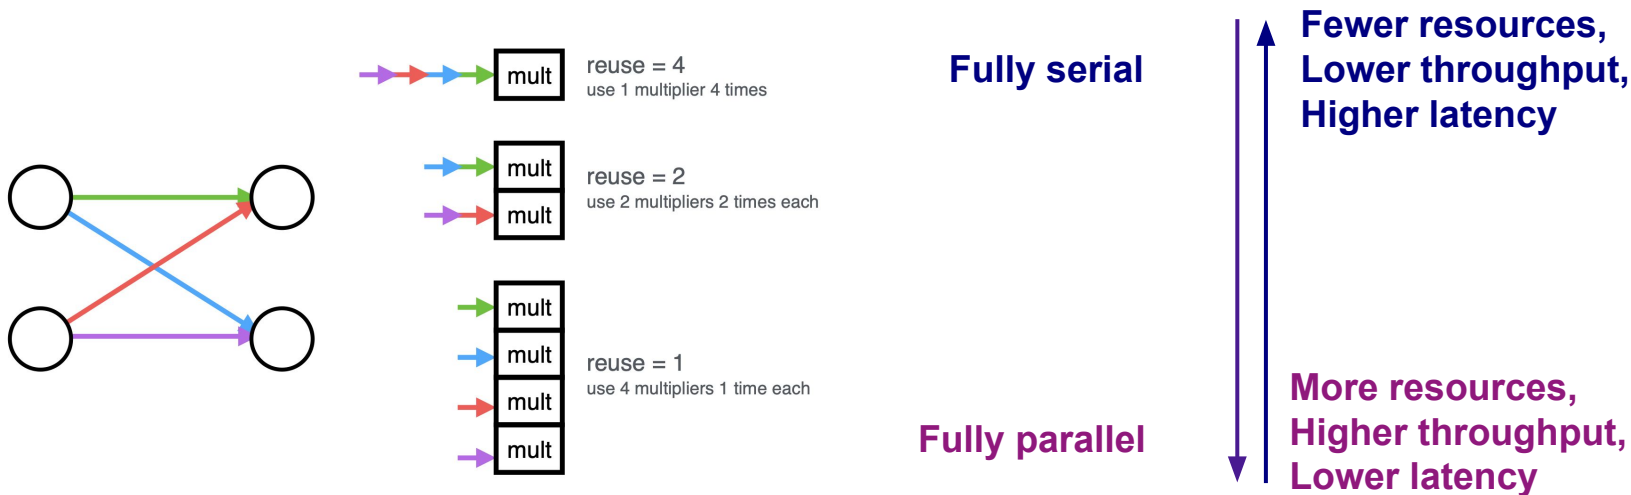 mult
reuse = 4
use 1 multiplier 4 times
Fully serial
Fewer resources,
Lower throughput,
Higher latency
mult
mult
reuse = 2
use 2 multipliers 2 times each
mult
mult
mult
mult
reuse = 1
use 4 multipliers 1 time each
Fully parallel
More resources,
Higher throughput,
Lower latency